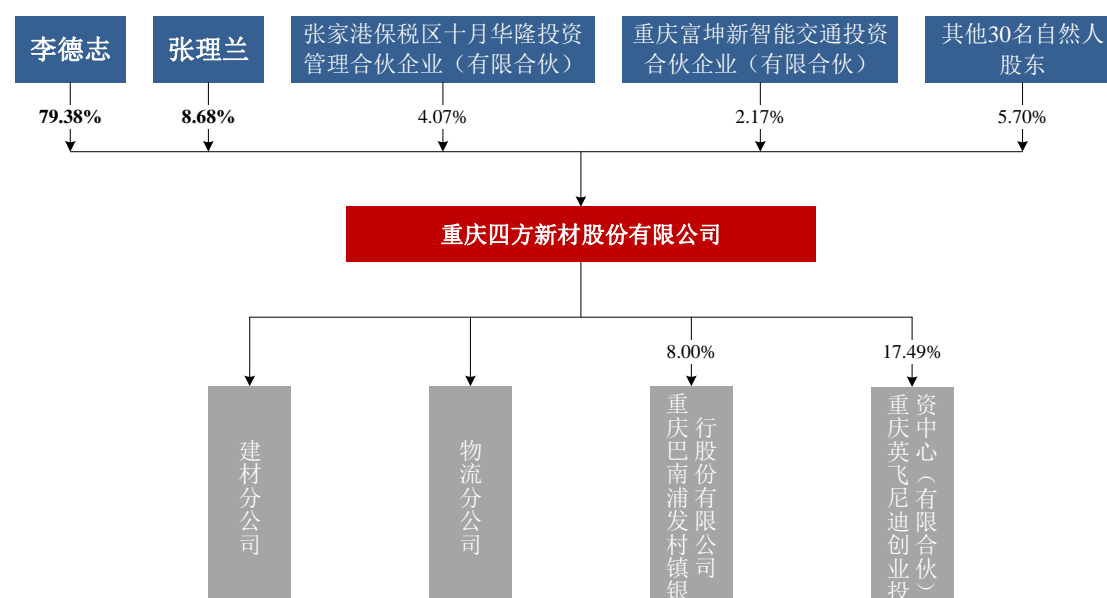 李德志
张理兰
张家港保税区十月华隆投资
管理合伙企业（有限合伙）
重庆富坤新智能交通投资
合伙企业（有限合伙）
其他30名自然人
股东
79.38%
8.68%
4.07%
2.17%
5.70%
重庆四方新材股份有限公司
8.00%
17.49%
建材分公司
物流分公司
重庆巴南浦发村镇银
行股份有限公司
重庆英飞尼迪创业投
资中心（有限合伙）